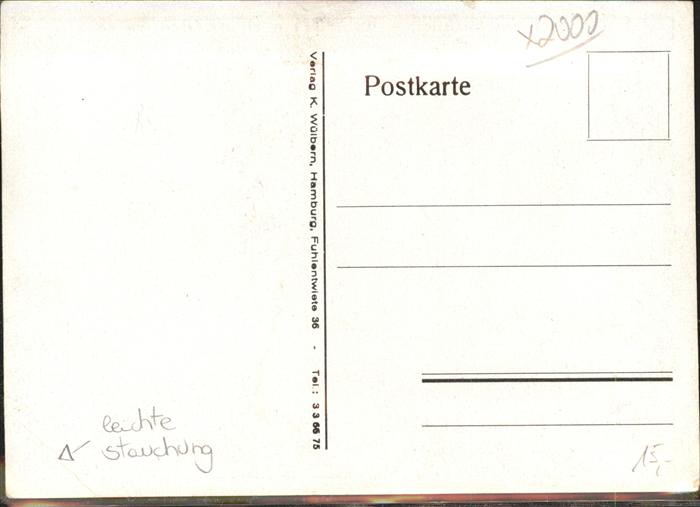 x2000
Postkarte
Verlag K. Wülbern, Hamburg, Fuhlentwiete 36 - Tel.: 33 66 75
leichte
stauchung
15,-